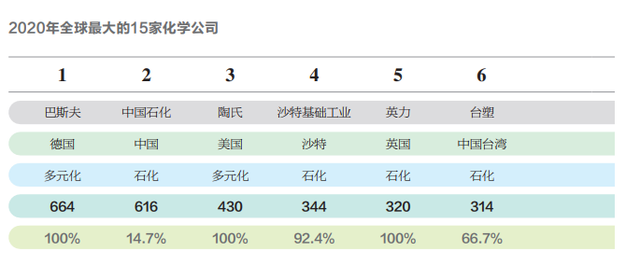 2020年全球最大的15家化学公司
1 2 3 4 5 6
巴斯夫 中国石化 陶氏 沙特基础工业 英力 台塑
德国 中国 美国 沙特 英国 中国台湾
多元化 石化 多元化 石化 石化 石化
664 616 430 344 320 314
100% 14.7% 100% 92.4% 100% 66.7%